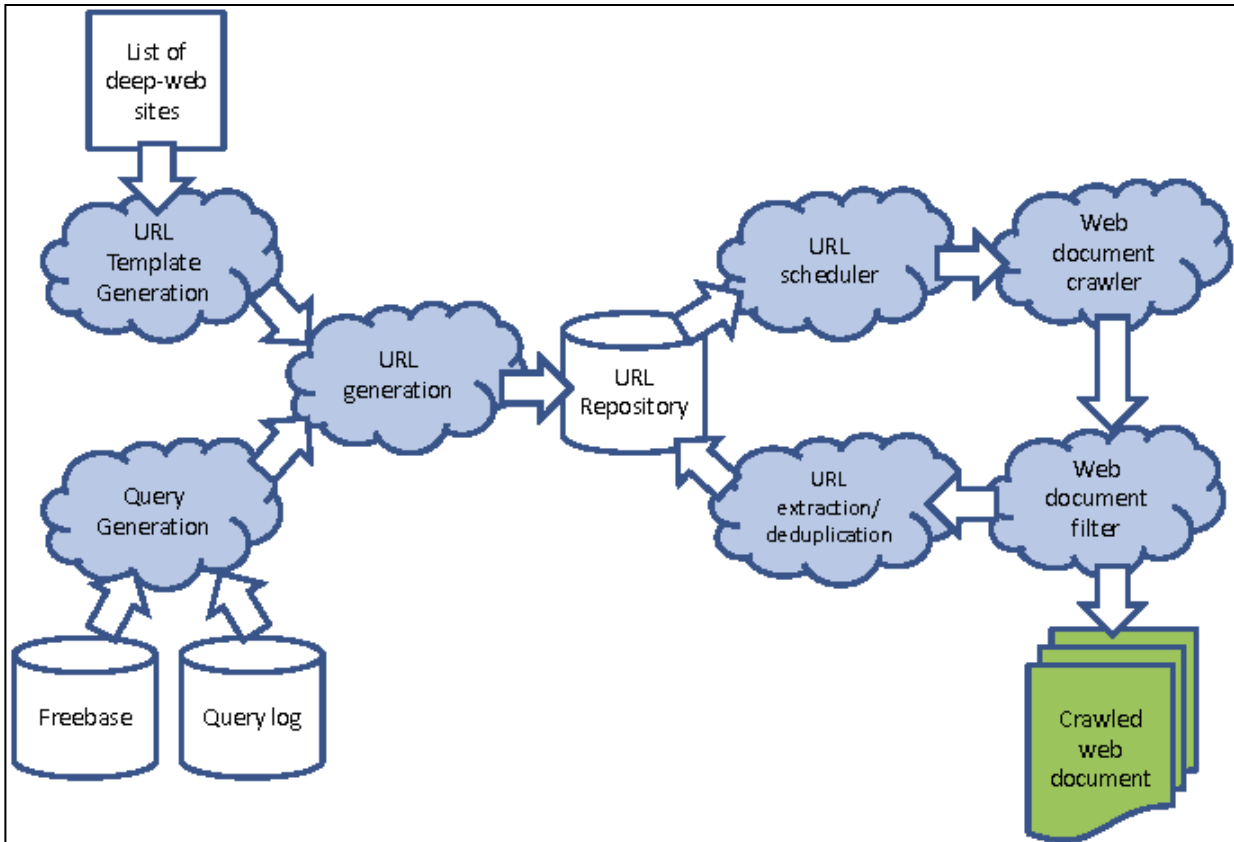 List of
deep-web
sites
URL
Template
Generation
URL
generation
Query
Generation
Freebase
Query log
URL
Repository
URL
scheduler
Web
document
crawler
Web
document
filter
URL
extraction/
deduplication
Crawled
web
document